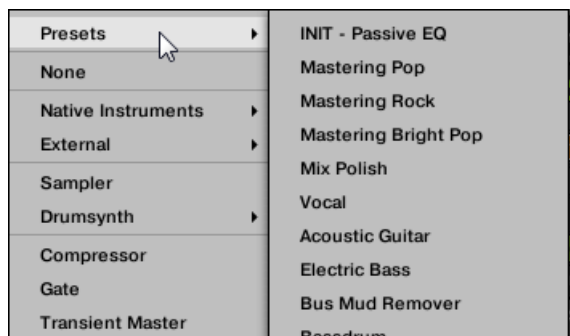 Presets
None
Native Instruments
External
Sampler
Drumsynth
Compressor
Gate
Transient Master
INIT - Passive EQ
Mastering Pop
Mastering Rock
Mastering Bright Pop
Mix Polish
Vocal
Acoustic Guitar
Electric Bass
Bus Mud Remover
Bassdrum